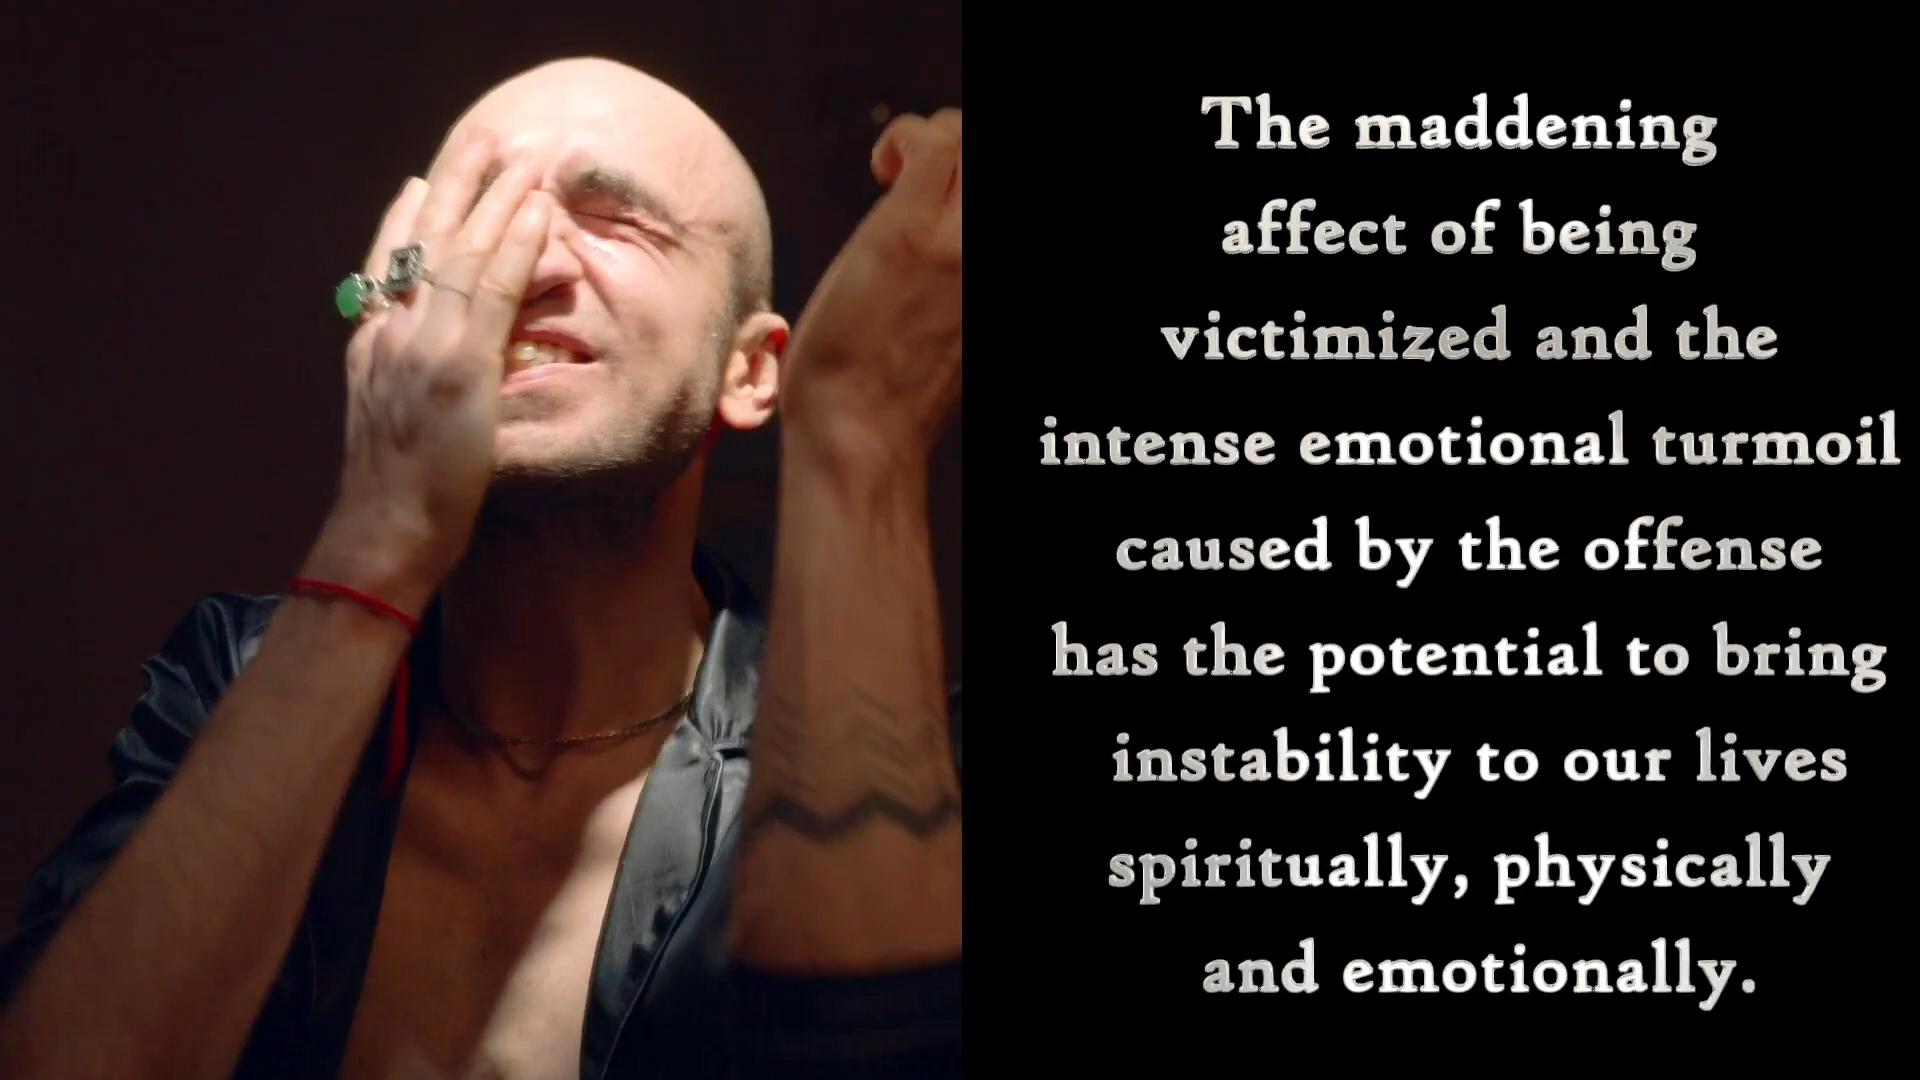 The maddening
affect of being
victimized and the
intense emotional turmoil
caused by the offense
has the potential to bring
instability to our lives
spiritually, physically
and emotionally.